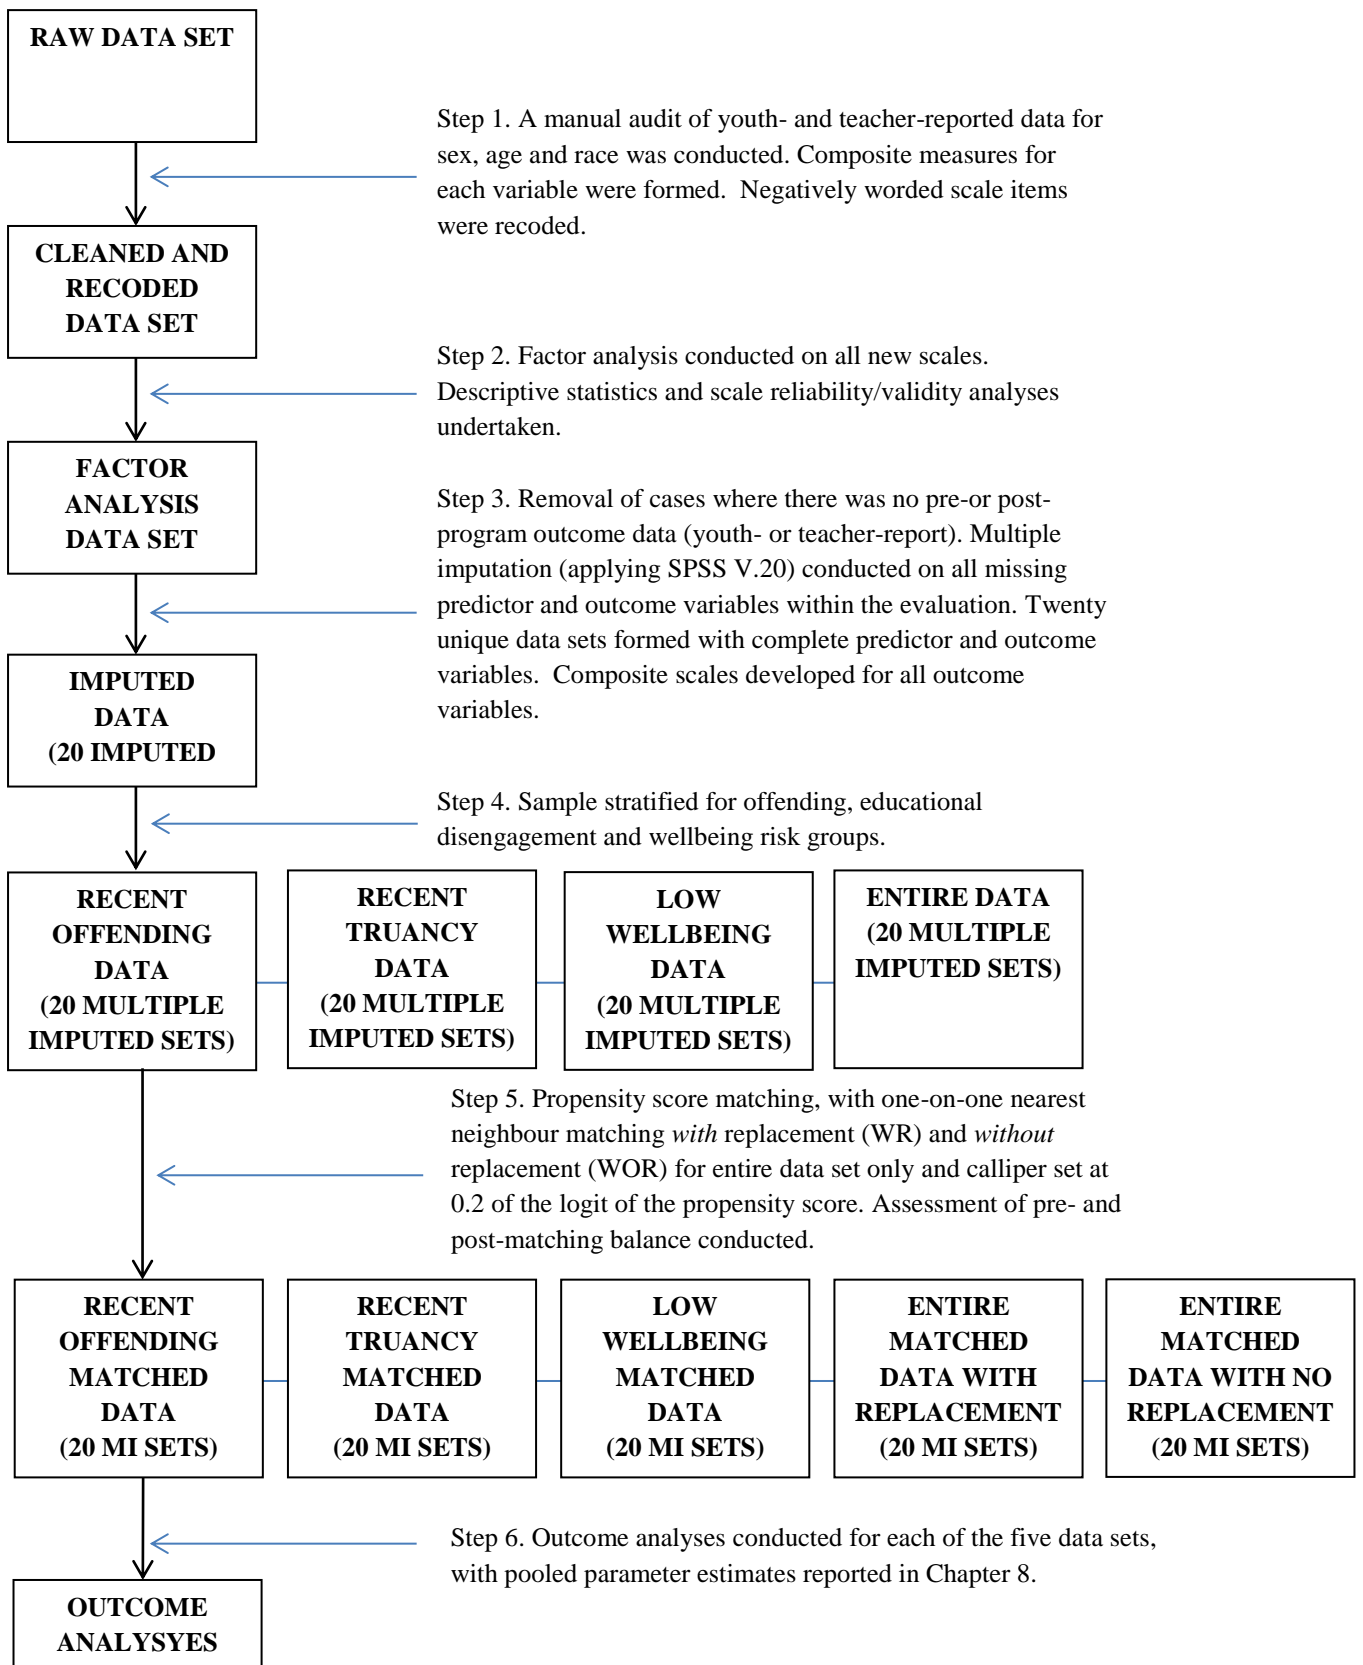 RAW DATA SET
Step 1. A manual audit of youth- and teacher-reported data for
sex, age and race was conducted. Composite measures for
each variable were formed.  Negatively worded scale items
were recoded.
CLEANED AND
RECODED
DATA SET
Step 2. Factor analysis conducted on all new scales.
Descriptive statistics and scale reliability/validity analyses
undertaken.
FACTOR
ANALYSIS
DATA SET
Step 3. Removal of cases where there was no pre-or post-
program outcome data (youth- or teacher-report). Multiple
imputation (applying SPSS V.20) conducted on all missing
predictor and outcome variables within the evaluation. Twenty
unique data sets formed with complete predictor and outcome
variables.  Composite scales developed for all outcome
variables.
IMPUTED
DATA
(20 IMPUTED
Step 4. Sample stratified for offending, educational
disengagement and wellbeing risk groups.
RECENT
OFFENDING
DATA
(20 MULTIPLE
IMPUTED SETS)
RECENT
TRUANCY
DATA
(20 MULTIPLE
IMPUTED SETS)
LOW
WELLBEING
DATA
(20 MULTIPLE
IMPUTED SETS)
ENTIRE DATA
(20 MULTIPLE
IMPUTED SETS)
Step 5. Propensity score matching, with one-on-one nearest
neighbour matching with replacement (WR) and without
replacement (WOR) for entire data set only and calliper set at
0.2 of the logit of the propensity score. Assessment of pre- and
post-matching balance conducted.
RECENT
OFFENDING
MATCHED
DATA
(20 MI SETS)
RECENT
TRUANCY
MATCHED
DATA
(20 MI SETS)
LOW
WELLBEING
MATCHED
DATA
(20 MI SETS)
ENTIRE
MATCHED
DATA WITH
REPLACEMENT
(20 MI SETS)
ENTIRE
MATCHED
DATA WITH NO
REPLACEMENT
(20 MI SETS)
Step 6. Outcome analyses conducted for each of the five data sets,
with pooled parameter estimates reported in Chapter 8.
OUTCOME
ANALYSYES